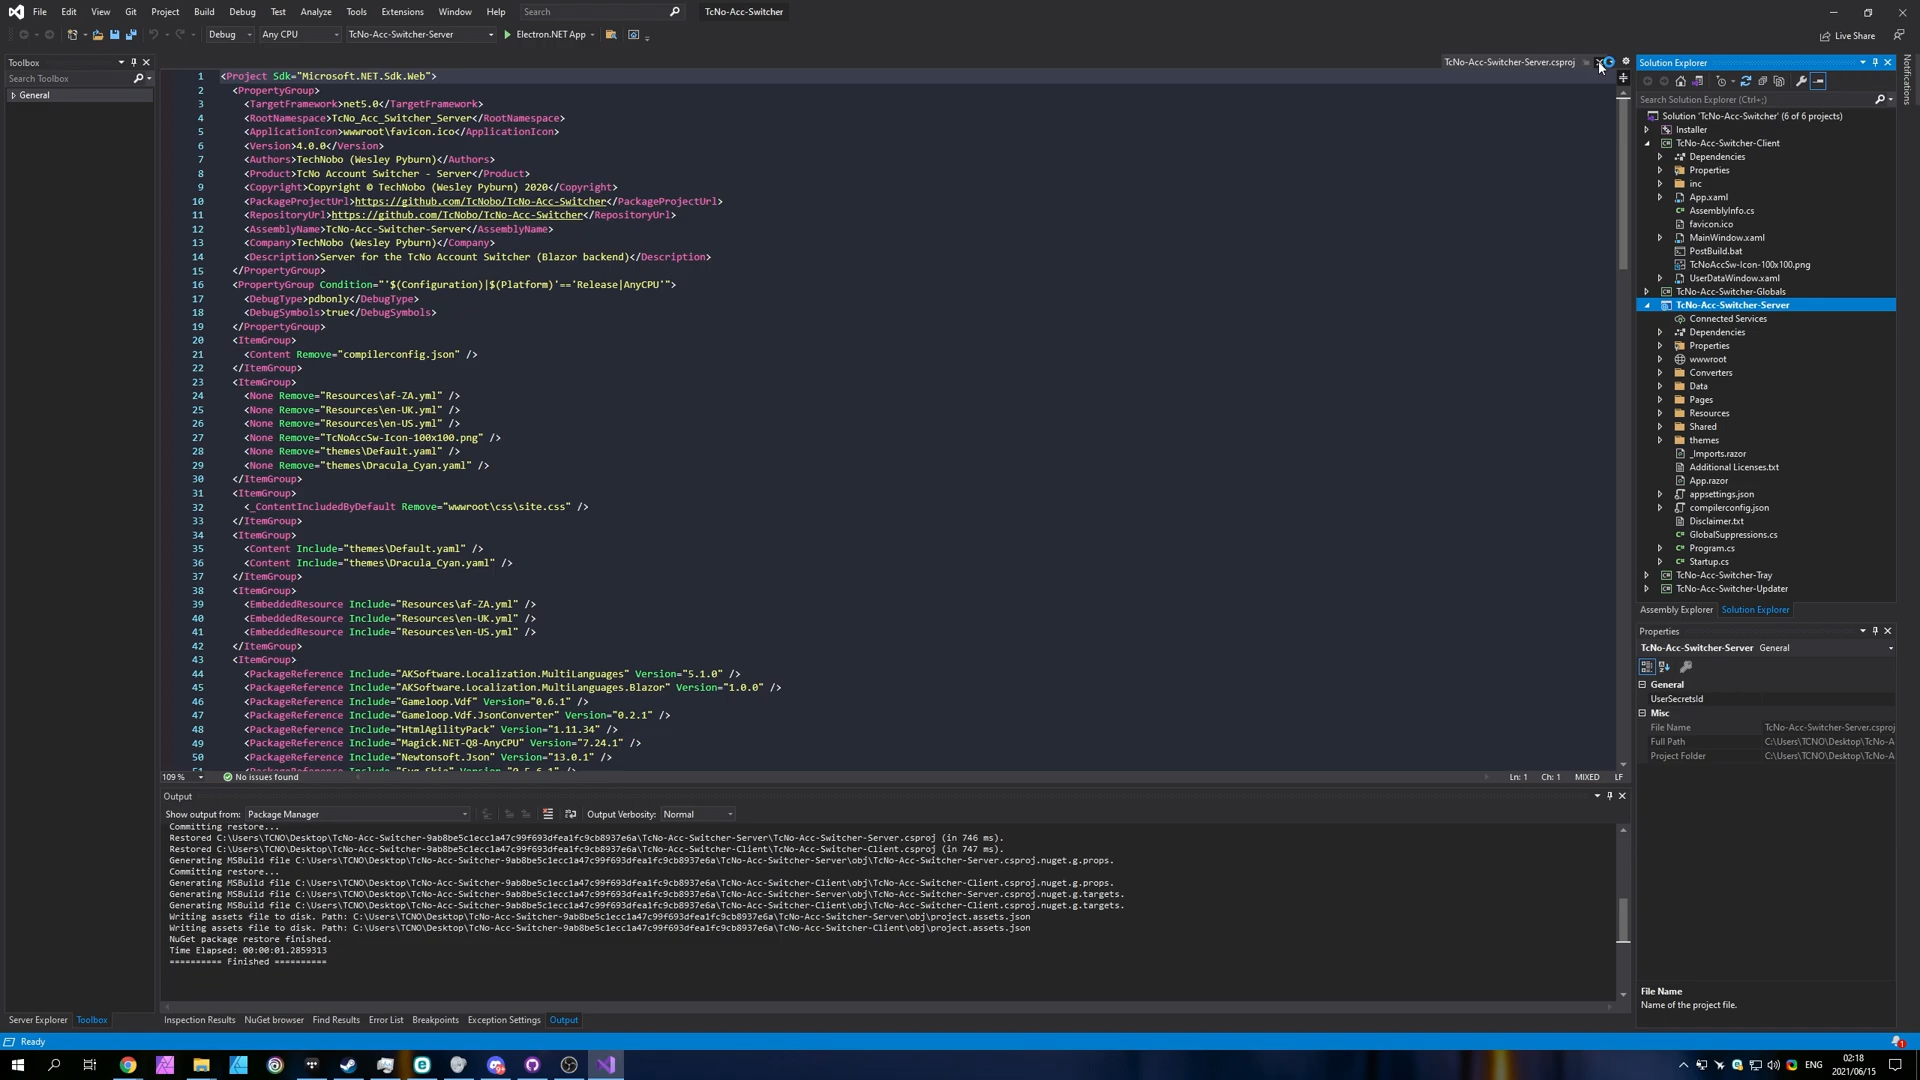 File Edit View Git Project Build Debug Test Analyze Tools Extensions Window Help Search TcNo-Acc-Switcher
Debug Any CPU TcNo-Acc-Switcher-Server Electron.NET App Live Share
Toolbox
Search Toolbox
General
TcNo-Acc-Switcher-Server.csproj
1 <Project Sdk="Microsoft.NET.Sdk.Web">
2 <PropertyGroup>
3 <TargetFramework>net5.0</TargetFramework>
4 <RootNamespace>TcNo_Acc_Switcher_Server</RootNamespace>
5 <ApplicationIcon>wwwroot\favicon.ico</ApplicationIcon>
6 <Version>4.0.0</Version>
7 <Authors>TechNobo (Wesley Pyburn)</Authors>
8 <Product>TcNo Account Switcher - Server</Product>
9 <Copyright>Copyright © TechNobo (Wesley Pyburn) 2020</Copyright>
10 <PackageProjectUrl>https://github.com/TcNobo/TcNo-Acc-Switcher</PackageProjectUrl>
11 <RepositoryUrl>https://github.com/TcNobo/TcNo-Acc-Switcher</RepositoryUrl>
12 <AssemblyName>TcNo-Acc-Switcher-Server</AssemblyName>
13 <Company>TechNobo (Wesley Pyburn)</Company>
14 <Description>Server for the TcNo Account Switcher (Blazor backend)</Description>
15 </PropertyGroup>
16 <PropertyGroup Condition="'$(Configuration)|$(Platform)'=='Release|AnyCPU'">
17 <DebugType>pdbonly</DebugType>
18 <DebugSymbols>true</DebugSymbols>
19 </PropertyGroup>
20 <ItemGroup>
21 <Content Remove="compilerconfig.json" />
22 </ItemGroup>
23 <ItemGroup>
24 <None Remove="Resources\af-ZA.yml" />
25 <None Remove="Resources\en-UK.yml" />
26 <None Remove="Resources\en-US.yml" />
27 <None Remove="TcNoAccSw-Icon-100x100.png" />
28 <None Remove="themes\Default.yaml" />
29 <None Remove="themes\Dracula_Cyan.yaml" />
30 </ItemGroup>
31 <ItemGroup>
32 <_ContentIncludedByDefault Remove="wwwroot\css\site.css" />
33 </ItemGroup>
34 <ItemGroup>
35 <Content Include="themes\Default.yaml" />
36 <Content Include="themes\Dracula_Cyan.yaml" />
37 </ItemGroup>
38 <ItemGroup>
39 <EmbeddedResource Include="Resources\af-ZA.yml" />
40 <EmbeddedResource Include="Resources\en-UK.yml" />
41 <EmbeddedResource Include="Resources\en-US.yml" />
42 </ItemGroup>
43 <ItemGroup>
44 <PackageReference Include="AKSoftware.Localization.MultiLanguages" Version="5.1.0" />
45 <PackageReference Include="AKSoftware.Localization.MultiLanguages.Blazor" Version="1.0.0" />
46 <PackageReference Include="Gameloop.Vdf" Version="0.6.1" />
47 <PackageReference Include="Gameloop.Vdf.JsonConverter" Version="0.2.1" />
48 <PackageReference Include="HtmlAgilityPack" Version="1.11.34" />
49 <PackageReference Include="Magick.NET-Q8-AnyCPU" Version="7.24.1" />
50 <PackageReference Include="Newtonsoft.Json" Version="13.0.1" />
109 % No issues found Ln: 1 Ch: 1 MIXED LF
Output
Show output from: Package Manager Output Verbosity: Normal
Committing restore...
Restored C:\Users\TCNO\Desktop\TcNo-Acc-Switcher-9ab8be5c1ecc1a47c99f693dfea1fc9cb8937e6a\TcNo-Acc-Switcher-Server\TcNo-Acc-Switcher-Server.csproj (in 746 ms).
Restored C:\Users\TCNO\Desktop\TcNo-Acc-Switcher-9ab8be5c1ecc1a47c99f693dfea1fc9cb8937e6a\TcNo-Acc-Switcher-Client\TcNo-Acc-Switcher-Client.csproj (in 747 ms).
Generating MSBuild file C:\Users\TCNO\Desktop\TcNo-Acc-Switcher-9ab8be5c1ecc1a47c99f693dfea1fc9cb8937e6a\TcNo-Acc-Switcher-Server\obj\TcNo-Acc-Switcher-Server.csproj.nuget.g.props.
Committing restore...
Generating MSBuild file C:\Users\TCNO\Desktop\TcNo-Acc-Switcher-9ab8be5c1ecc1a47c99f693dfea1fc9cb8937e6a\TcNo-Acc-Switcher-Client\obj\TcNo-Acc-Switcher-Client.csproj.nuget.g.props.
Generating MSBuild file C:\Users\TCNO\Desktop\TcNo-Acc-Switcher-9ab8be5c1ecc1a47c99f693dfea1fc9cb8937e6a\TcNo-Acc-Switcher-Server\obj\TcNo-Acc-Switcher-Server.csproj.nuget.g.targets.
Generating MSBuild file C:\Users\TCNO\Desktop\TcNo-Acc-Switcher-9ab8be5c1ecc1a47c99f693dfea1fc9cb8937e6a\TcNo-Acc-Switcher-Client\obj\TcNo-Acc-Switcher-Client.csproj.nuget.g.targets.
Writing assets file to disk. Path: C:\Users\TCNO\Desktop\TcNo-Acc-Switcher-9ab8be5c1ecc1a47c99f693dfea1fc9cb8937e6a\TcNo-Acc-Switcher-Server\obj\project.assets.json
Writing assets file to disk. Path: C:\Users\TCNO\Desktop\TcNo-Acc-Switcher-9ab8be5c1ecc1a47c99f693dfea1fc9cb8937e6a\TcNo-Acc-Switcher-Client\obj\project.assets.json
NuGet package restore finished.
Time Elapsed: 00:00:01.2859313
========== Finished ==========
Server Explorer Toolbox Inspection Results NuGet browser Find Results Error List Breakpoints Exception Settings Output
Solution Explorer
Search Solution Explorer (Ctrl+;)
Solution 'TcNo-Acc-Switcher' (6 of 6 projects)
Installer
TcNo-Acc-Switcher-Client
Dependencies
Properties
inc
App.xaml
AssemblyInfo.cs
favicon.ico
MainWindow.xaml
PostBuild.bat
TcNoAccSw-Icon-100x100.png
UserDataWindow.xaml
TcNo-Acc-Switcher-Globals
TcNo-Acc-Switcher-Server
Connected Services
Dependencies
Properties
wwwroot
Converters
Data
Pages
Resources
Shared
themes
_Imports.razor
Additional Licenses.txt
App.razor
appsettings.json
compilerconfig.json
Disclaimer.txt
GlobalSuppressions.cs
Program.cs
Startup.cs
TcNo-Acc-Switcher-Tray
TcNo-Acc-Switcher-Updater
Assembly Explorer Solution Explorer
Properties
TcNo-Acc-Switcher-Server General
General
UserSecretsId
Misc
File Name TcNo-Acc-Switcher-Server.csproj
Full Path C:\Users\TCNO\Desktop\TcNo-A
Project Folder C:\Users\TCNO\Desktop\TcNo-A
File Name
Name of the project file.
Notifications
Ready
ENG
02:18
2021/06/15